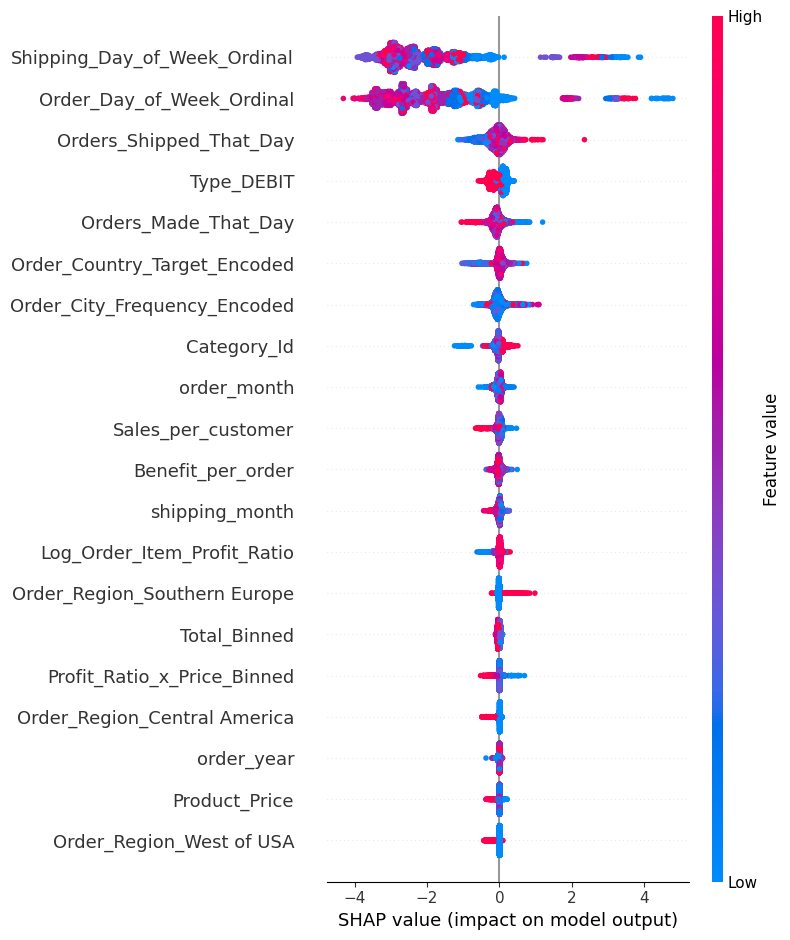 High
Shipping_Day_of_Week_Ordinal
Order_Day_of_Week_Ordinal
Orders_Shipped_That_Day
Type_DEBIT
Orders_Made_That_Day
Order_Country_Target_Encoded
Order_City_Frequency_Encoded
Category_Id
order_month
Sales_per_customer
Benefit_per_order
shipping_month
Log_Order_Item_Profit_Ratio
Order_Region_Southern Europe
Total_Binned
Profit_Ratio_x_Price_Binned
Order_Region_Central America
order_year
Product_Price
Order_Region_West of USA
Feature value
Low
−4 −2 0 2 4
SHAP value (impact on model output)